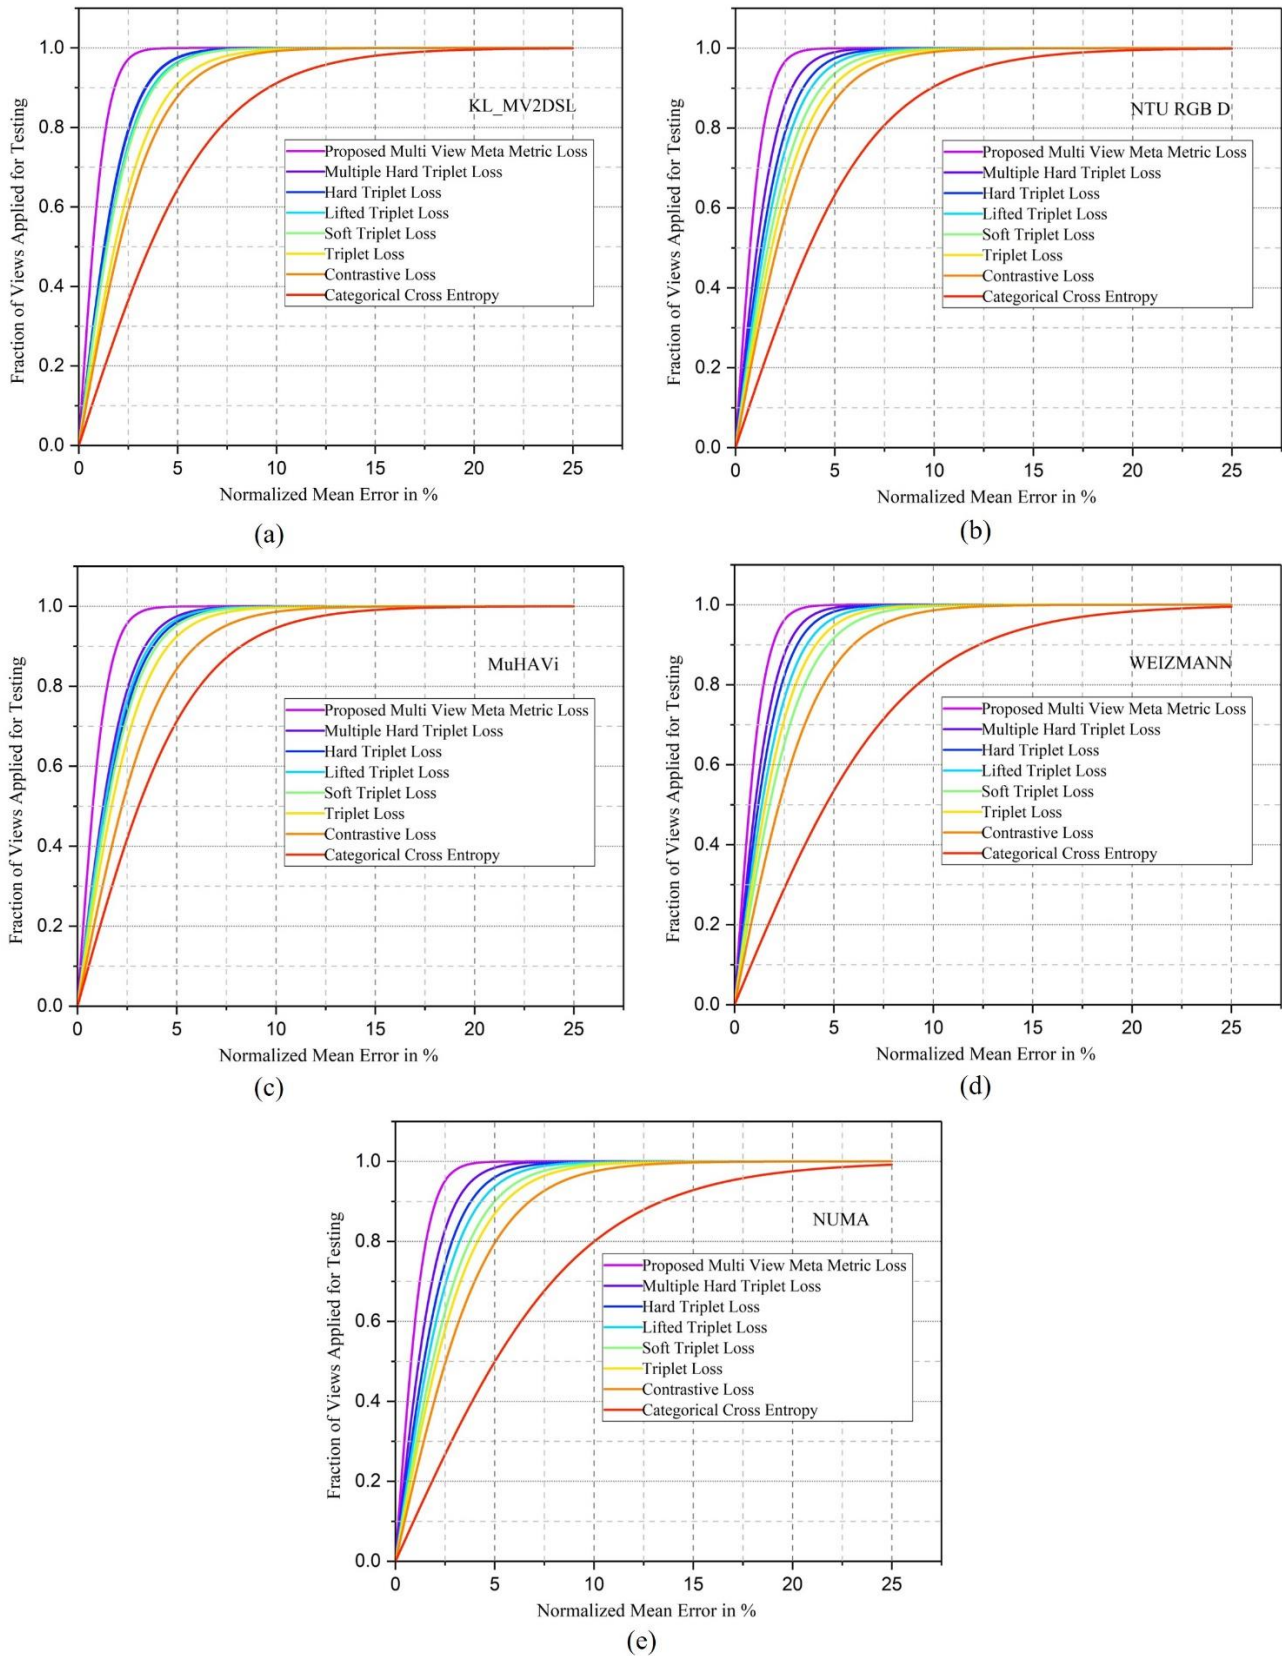 1.0
0.8
0.6
0.4
0.2
0.0
Fraction of Views Applied for Testing
KL_MV2DSL
Proposed Multi View Meta Metric Loss
Multiple Hard Triplet Loss
Hard Triplet Loss
Lifted Triplet Loss
Soft Triplet Loss
Triplet Loss
Contrastive Loss
Categorical Cross Entropy
0 5 10 15 20 25
Normalized Mean Error in %
(a)
1.0
0.8
0.6
0.4
0.2
0.0
Fraction of Views Applied for Testing
NTU RGB D
Proposed Multi View Meta Metric Loss
Multiple Hard Triplet Loss
Hard Triplet Loss
Lifted Triplet Loss
Soft Triplet Loss
Triplet Loss
Contrastive Loss
Categorical Cross Entropy
0 5 10 15 20 25
Normalized Mean Error in %
(b)
1.0
0.8
0.6
0.4
0.2
0.0
Fraction of Views Applied for Testing
MuHAVi
Proposed Multi View Meta Metric Loss
Multiple Hard Triplet Loss
Hard Triplet Loss
Lifted Triplet Loss
Soft Triplet Loss
Triplet Loss
Contrastive Loss
Categorical Cross Entropy
0 5 10 15 20 25
Normalized Mean Error in %
(c)
1.0
0.8
0.6
0.4
0.2
0.0
Fraction of Views Applied for Testing
WEIZMANN
Proposed Multi View Meta Metric Loss
Multiple Hard Triplet Loss
Hard Triplet Loss
Lifted Triplet Loss
Soft Triplet Loss
Triplet Loss
Contrastive Loss
Categorical Cross Entropy
0 5 10 15 20 25
Normalized Mean Error in %
(d)
1.0
0.8
0.6
0.4
0.2
0.0
Fraction of Views Applied for Testing
NUMA
Proposed Multi View Meta Metric Loss
Multiple Hard Triplet Loss
Hard Triplet Loss
Lifted Triplet Loss
Soft Triplet Loss
Triplet Loss
Contrastive Loss
Categorical Cross Entropy
0 5 10 15 20 25
Normalized Mean Error in %
(e)